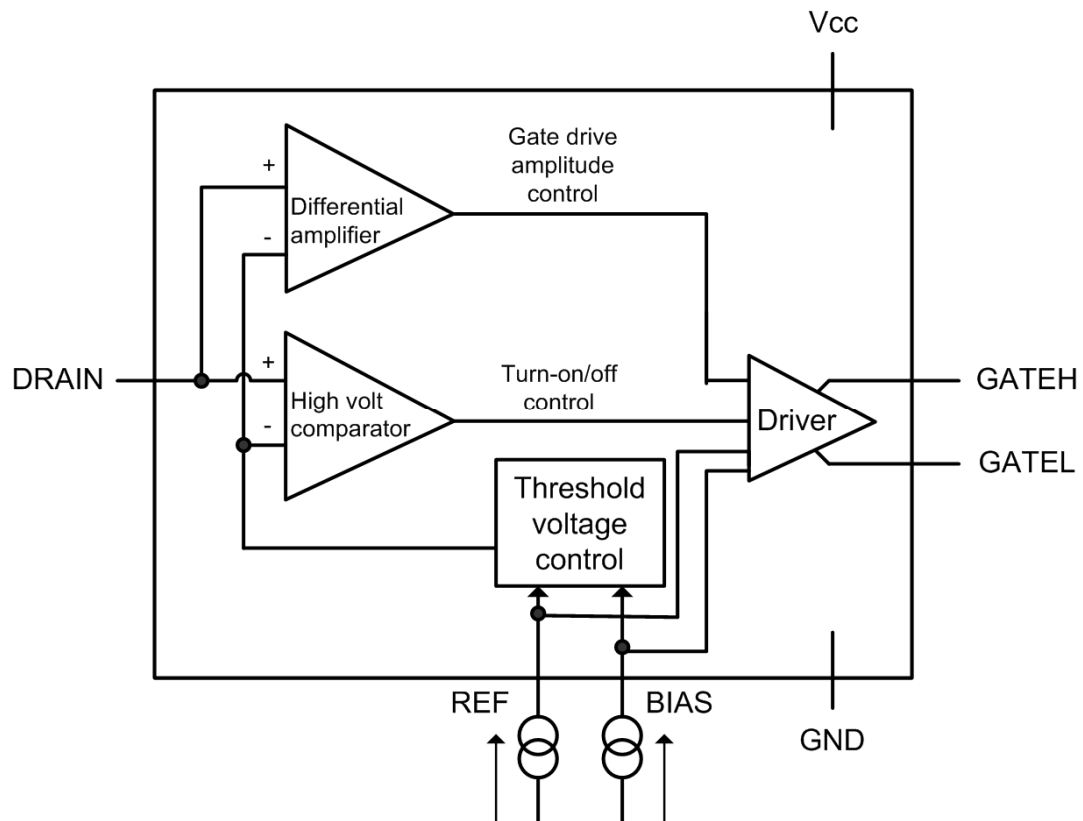 Vcc
Gate drive
amplitude
control
+
Differential
amplifier
-
DRAIN
+
High volt
comparator
-
Turn-on/off
control
Driver
GATEH
GATEL
Threshold
voltage
control
REF
BIAS
GND